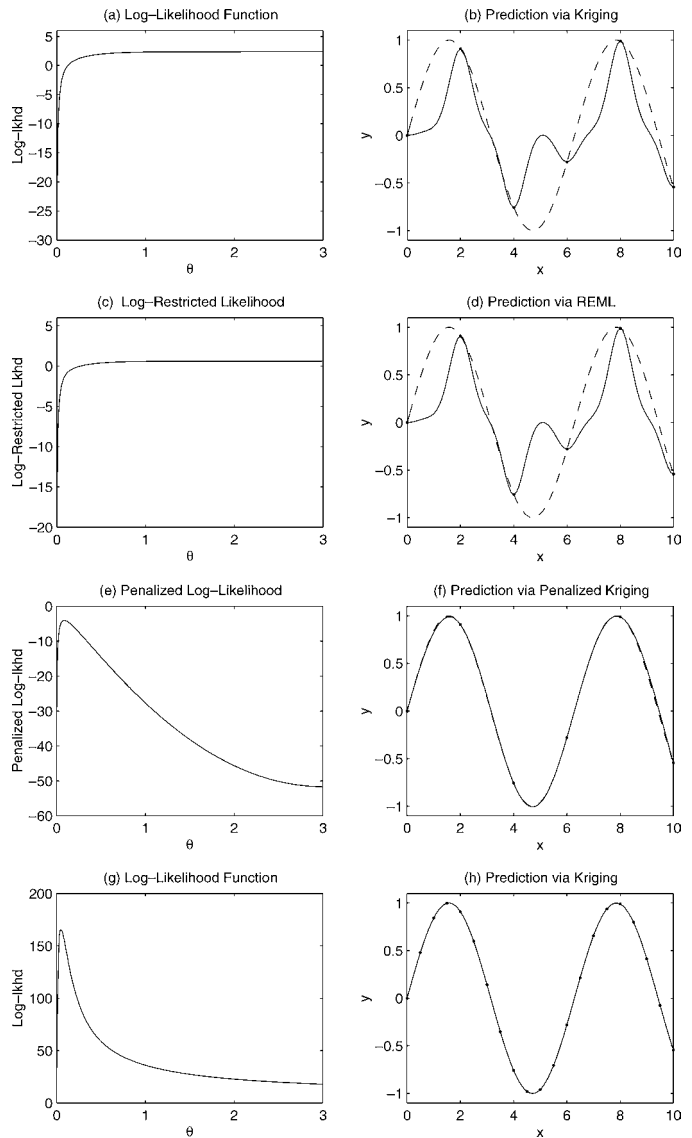 (a) Log–Likelihood Function
5
0
−5
−10
−15
−20
−25
−30
Log–lkhd
0 1 2 3
θ
(b) Prediction via Kriging
1
0.5
0
−0.5
−1
y
0 2 4 6 8 10
x
(c) Log–Restricted Likelihood
5
0
−5
−10
−15
−20
Log–Restricted Lkhd
0 1 2 3
θ
(d) Prediction via REML
1
0.5
0
−0.5
−1
y
0 2 4 6 8 10
x
(e) Penalized Log–Likelihood
0
−10
−20
−30
−40
−50
−60
Penalized Log–lkhd
0 1 2 3
θ
(f) Prediction via Penalized Kriging
1
0.5
0
−0.5
−1
y
0 2 4 6 8 10
x
(g) Log–Likelihood Function
200
150
100
50
0
Log–lkhd
0 1 2 3
θ
(h) Prediction via Kriging
1
0.5
0
−0.5
−1
y
0 2 4 6 8 10
x